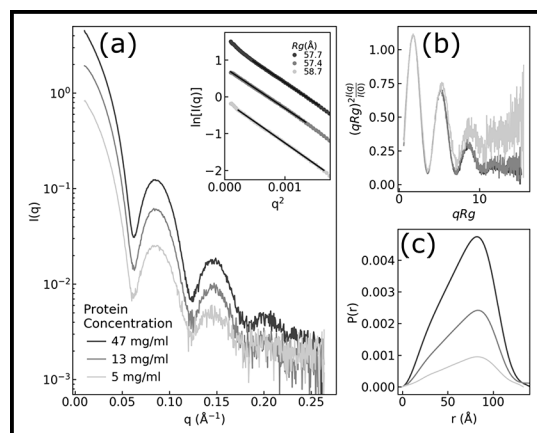 (a)
I(q)
10⁰
10⁻¹
10⁻²
10⁻³
0.00 0.05 0.10 0.15 0.20 0.25
q (Å⁻¹)
Protein
Concentration
47 mg/ml
13 mg/ml
5 mg/ml
Rg(Å)
57.7
57.4
58.7
ln[I(q)]
1
0
−1
−2
0.000 0.001
q²
(b)
(qRg)² I(q)/I(0)
1.00
0.75
0.50
0.25
0.00
0 5 10
qRg
(c)
P(r)
0.004
0.003
0.002
0.001
0.000
0 50 100
r (Å)